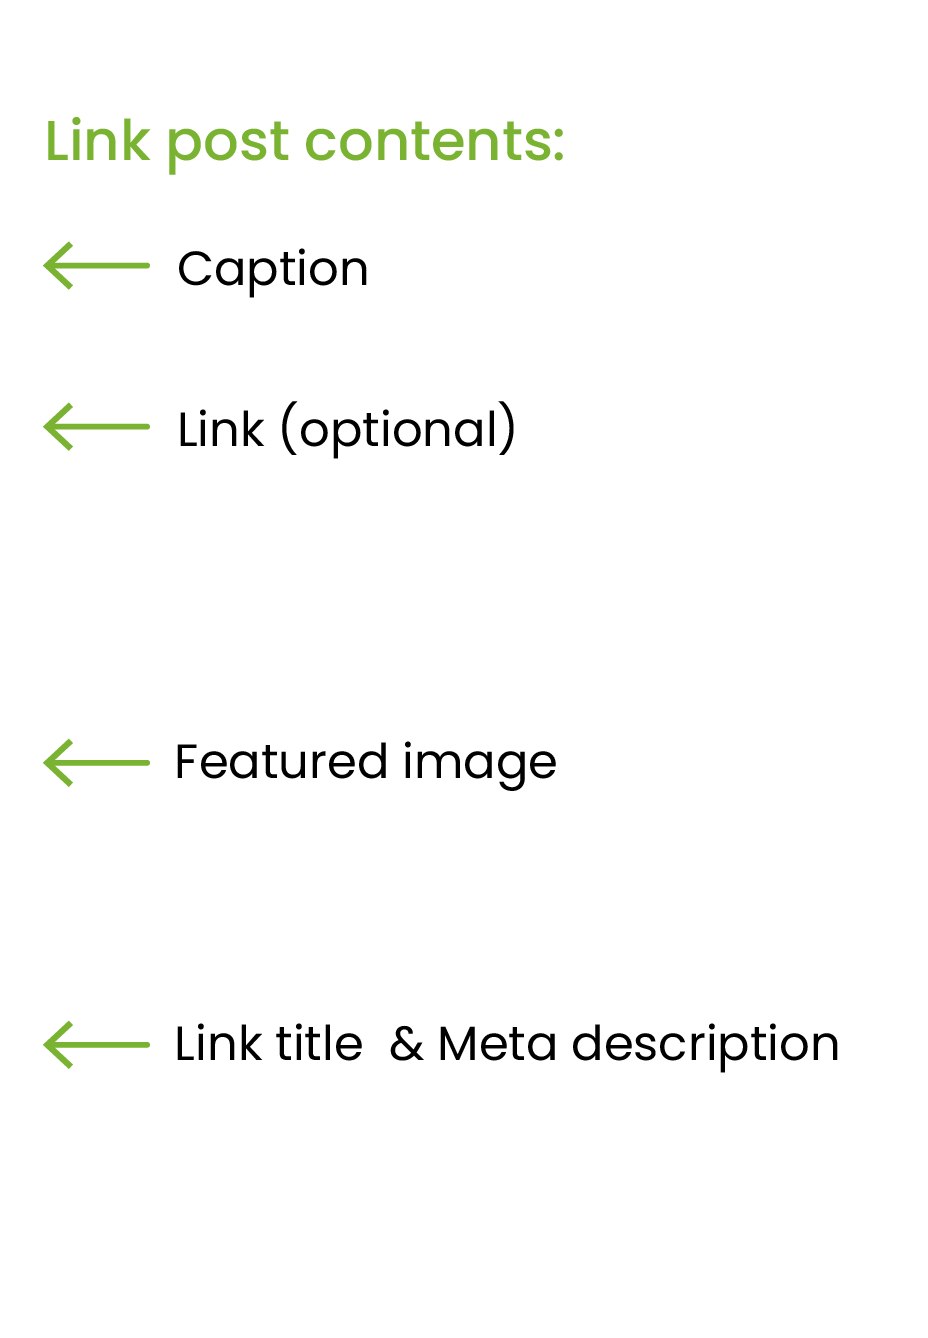 Link post contents:
Caption
Link (optional)
Featured image
Link title & Meta description